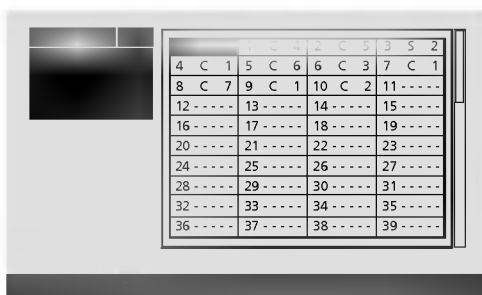 C 4 2 C 5 3 S 2
4 C 1 5 C 6 6 C 3 7 C 1
8 C 7 9 C 1 10 C 2 11 - - - - -
12 - - - - - 13 - - - - - 14 - - - - - 15 - - - - -
16 - - - - - 17 - - - - - 18 - - - - - 19 - - - - -
20 - - - - - 21 - - - - - 22 - - - - - 23 - - - - -
24 - - - - - 25 - - - - - 26 - - - - - 27 - - - - -
28 - - - - - 29 - - - - - 30 - - - - - 31 - - - - -
32 - - - - - 33 - - - - - 34 - - - - - 35 - - - - -
36 - - - - - 37 - - - - - 38 - - - - - 39 - - - - -